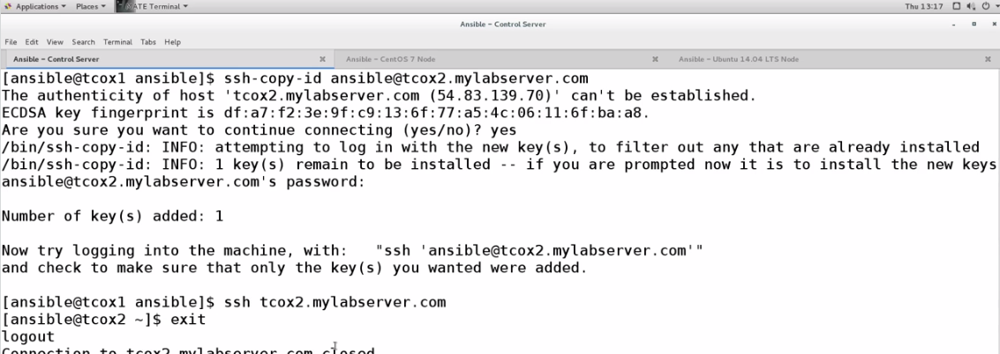 Applications Places ATE Terminal Thu 13:17
Ansible - Control Server
File Edit View Search Terminal Tabs Help
Ansible - Control Server Ansible - CentOS 7 Node Ansible - Ubuntu 14.04 LTS Node
[ansible@tcox1 ansible]$ ssh-copy-id ansible@tcox2.mylabserver.com
The authenticity of host 'tcox2.mylabserver.com (54.83.139.70)' can't be established.
ECDSA key fingerprint is df:a7:f2:3e:9f:c9:13:6f:77:a5:4c:06:11:6f:ba:a8.
Are you sure you want to continue connecting (yes/no)? yes
/bin/ssh-copy-id: INFO: attempting to log in with the new key(s), to filter out any that are already installed
/bin/ssh-copy-id: INFO: 1 key(s) remain to be installed -- if you are prompted now it is to install the new keys
ansible@tcox2.mylabserver.com's password:
Number of key(s) added: 1
Now try logging into the machine, with:   "ssh 'ansible@tcox2.mylabserver.com'"
and check to make sure that only the key(s) you wanted were added.
[ansible@tcox1 ansible]$ ssh tcox2.mylabserver.com
[ansible@tcox2 ~]$ exit
logout
Connection to tcox2.mylabserver.com closed.